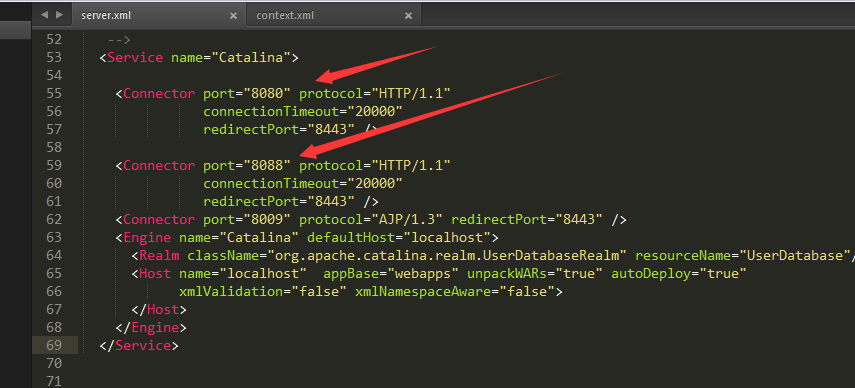 server.xml × context.xml ×
52 -->
53 <Service name="Catalina">
54
55 <Connector port="8080" protocol="HTTP/1.1"
56 connectionTimeout="20000"
57 redirectPort="8443" />
58
59 <Connector port="8088" protocol="HTTP/1.1"
60 connectionTimeout="20000"
61 redirectPort="8443" />
62 <Connector port="8009" protocol="AJP/1.3" redirectPort="8443" />
63 <Engine name="Catalina" defaultHost="localhost">
64 <Realm className="org.apache.catalina.realm.UserDatabaseRealm" resourceName="UserDatabase"/
65 <Host name="localhost"  appBase="webapps" unpackWARs="true" autoDeploy="true"
66 xmlValidation="false" xmlNamespaceAware="false">
67 </Host>
68 </Engine>
69 </Service>
70
71